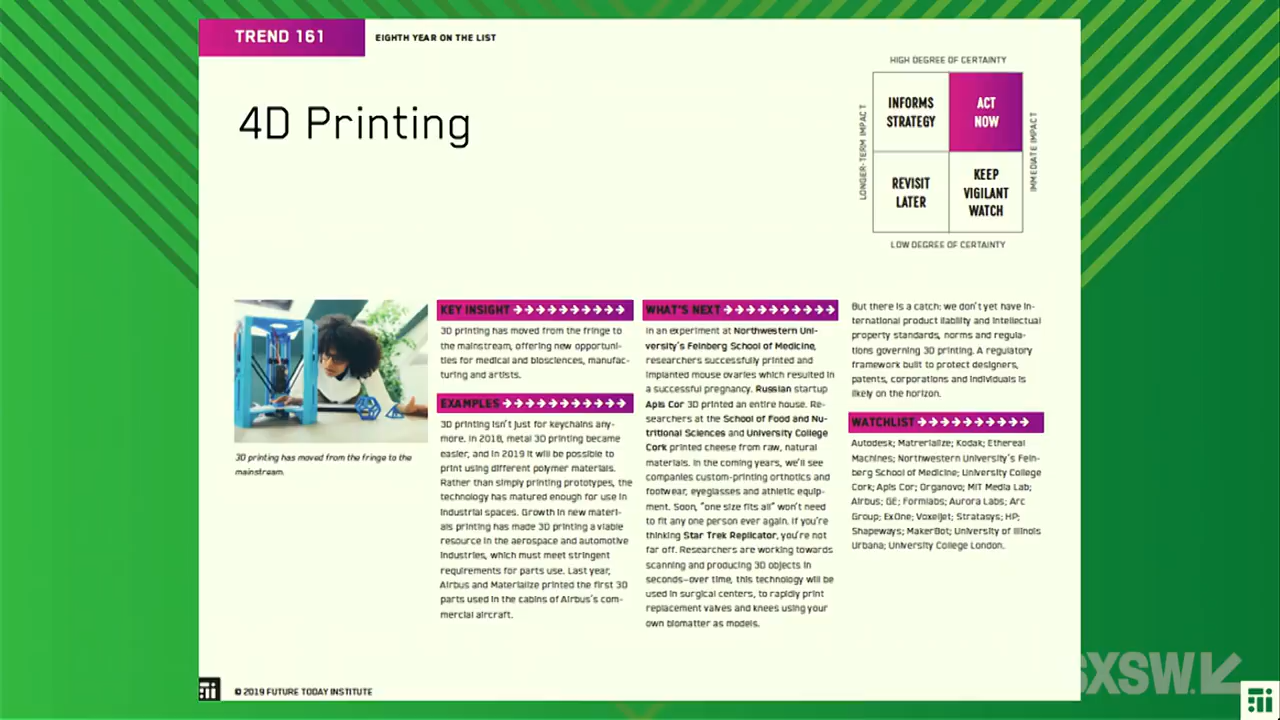 TREND 161
EIGHTH YEAR ON THE LIST
4D Printing
HIGH DEGREE OF CERTAINTY
LONGER-TERM IMPACT
INFORMS
STRATEGY
ACT
NOW
REVISIT
LATER
KEEP
VIGILANT
WATCH
IMMEDIATE IMPACT
LOW DEGREE OF CERTAINTY
3D printing has moved from the fringe to the
mainstream.
KEY INSIGHT
3D printing has moved from the fringe to
the mainstream, offering new opportuni-
ties for medical and biosciences, manufac-
turing and artists.
EXAMPLES
3D printing isn't just for keychains any-
more. In 2018, metal 3D printing became
easier, and in 2019 it will be possible to
print using different polymer materials.
Rather than simply printing prototypes, the
technology has matured enough for use in
industrial spaces. Growth in new materi-
als printing has made 3D printing a viable
resource in the aerospace and automotive
industries, which must meet stringent
requirements for parts use. Last year,
Airbus and Materialize printed the first 3D
parts used in the cabins of Airbus's com-
mercial aircraft.
WHAT'S NEXT
In an experiment at Northwestern Uni-
versity's Feinberg School of Medicine,
researchers successfully printed and
implanted mouse ovaries which resulted in
a successful pregnancy. Russian startup
Apis Cor 3D printed an entire house. Re-
searchers at the School of Food and Nu-
tritional Sciences and University College
Cork printed cheese from raw, natural
materials. In the coming years, we'll see
companies custom-printing orthotics and
footwear, eyeglasses and athletic equip-
ment. Soon, "one size fits all" won't need
to fit any one person ever again. If you're
thinking Star Trek Replicator, you're not
far off. Researchers are working towards
scanning and producing 3D objects in
seconds–over time, this technology will be
used in surgical centers, to rapidly print
replacement valves and knees using your
own biomatter as models.
But there is a catch: we don't yet have in-
ternational product liability and intellectual
property standards, norms and regula-
tions governing 3D printing. A regulatory
framework built to protect designers,
patents, corporations and individuals is
likely on the horizon.
WATCHLIST
Autodesk; Matrerialize; Kodak; Ethereal
Machines; Northwestern University's Fein-
berg School of Medicine; University College
Cork; Apis Cor; Organovo; MIT Media Lab;
Airbus; GE; Formlabs; Aurora Labs; Arc
Group; ExOne; Voxeljet; Stratasys; HP;
Shapeways; MakerBot; University of Illinois
Urbana; University College London.
© 2019 FUTURE TODAY INSTITUTE
SXSW.